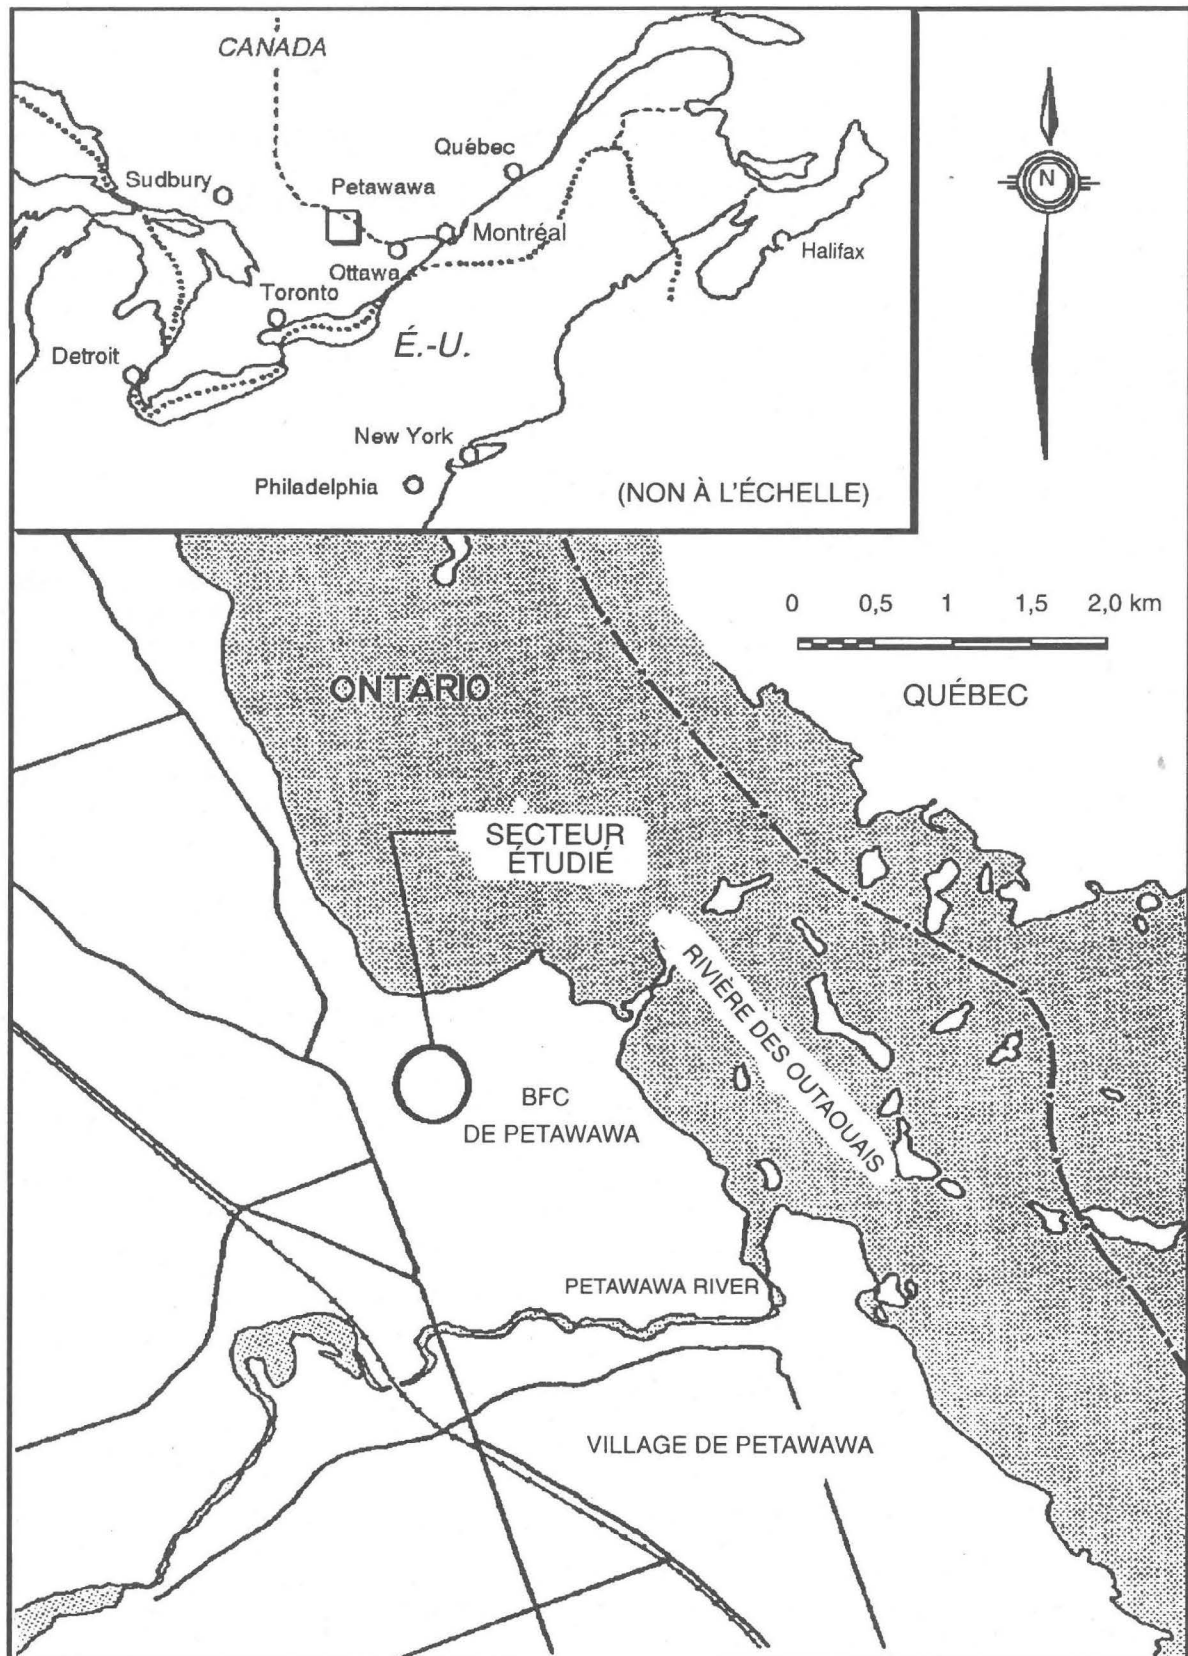 CANADA
Québec
Sudbury
Petawawa
Montréal
Ottawa
Halifax
Toronto
É.-U.
Detroit
New York
Philadelphia
(NON À L'ÉCHELLE)
N
0 0,5 1 1,5 2,0 km
ONTARIO
QUÉBEC
SECTEUR
ÉTUDIÉ
RIVIÈRE DES OUTAOUAIS
BFC
DE PETAWAWA
PETAWAWA RIVER
VILLAGE DE PETAWAWA